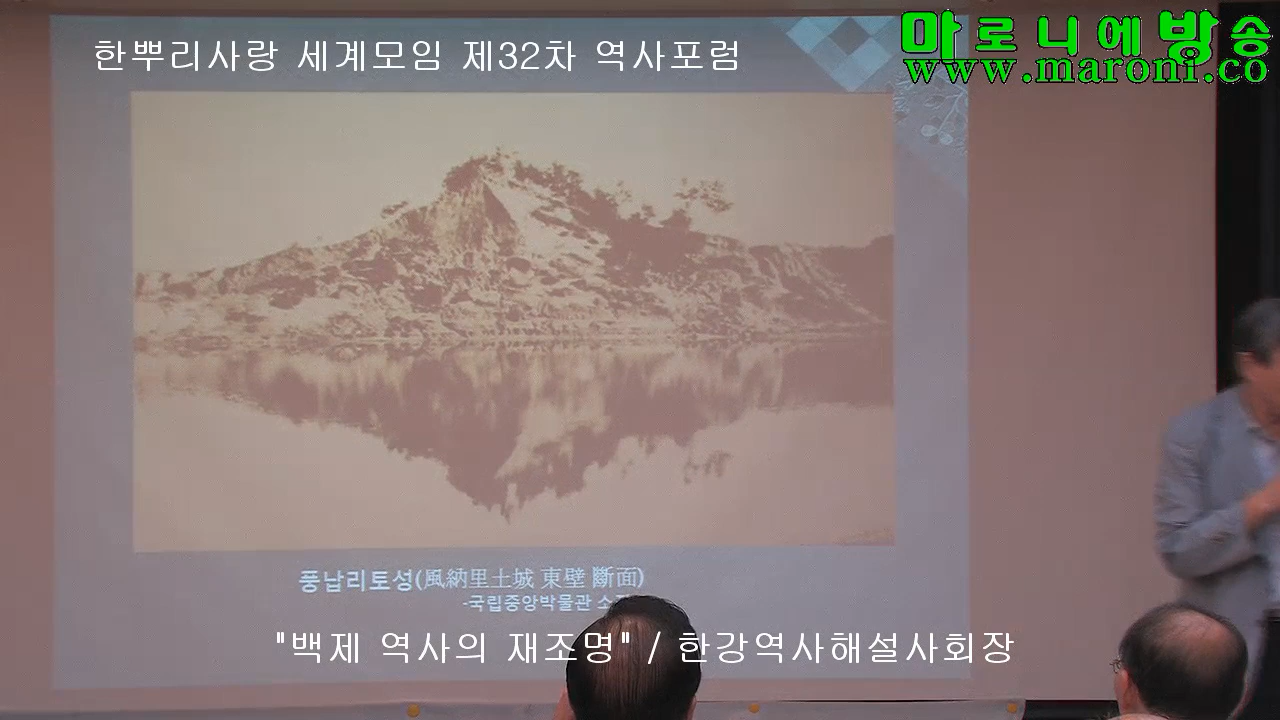 한뿌리사랑 세계모임 제32차 역사포럼
마로니에방송
www.maroni.co
풍납리토성(風納里土城 東壁 斷面)
-국립중앙박물관
"백제 역사의 재조명" / 한강역사해설사회장